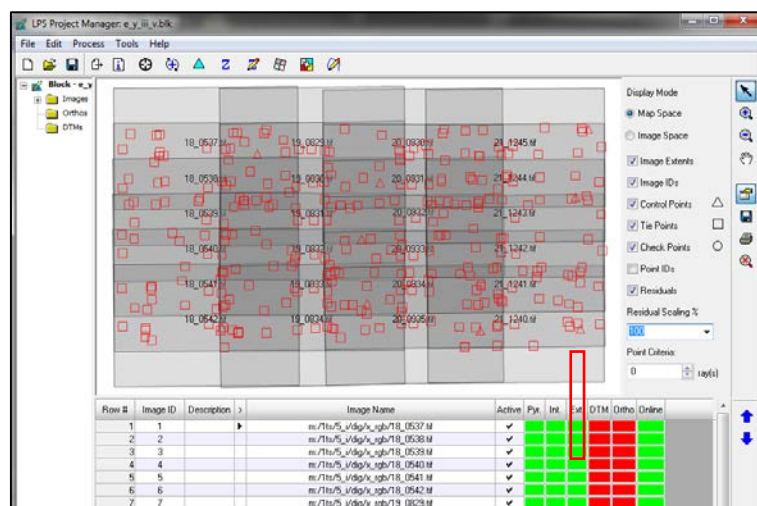 LPS Project Manager: e_y_iii_v.blk
File Edit Process Tools Help
Block - e_y
Images
Orthos
DTMs
18_0537.tif 19_0829.tif 20_0930.tif 21_1245.tif
18_0538.tif 19_0830.tif 20_0931.tif 21_1244.tif
18_0539.tif 19_0831.tif 20_0932.tif 21_1243.tif
18_0540.tif 19_0832.tif 20_0933.tif 21_1242.tif
18_0541.tif 19_0833.tif 20_0934.tif 21_1241.tif
18_0542.tif 19_0834.tif 20_0935.tif 21_1240.tif
Display Mode
Map Space
Image Space
Image Extents
Image IDs
Control Points
Tie Points
Check Points
Point IDs
Residuals
Residual Scaling %
100
Point Criteria:
0 ray(s)
Row # Image ID Description > Image Name Active Pyr. Int. Ext. DTM Ortho Online
1 1 m:/1ts/5_i/dig/x_rgb/18_0537.tif
2 2 m:/1ts/5_i/dig/x_rgb/18_0538.tif
3 3 m:/1ts/5_i/dig/x_rgb/18_0539.tif
4 4 m:/1ts/5_i/dig/x_rgb/18_0540.tif
5 5 m:/1ts/5_i/dig/x_rgb/18_0541.tif
6 6 m:/1ts/5_i/dig/x_rgb/18_0542.tif
7 7 m:/1ts/5_i/dig/x_rgb/19_0829.tif